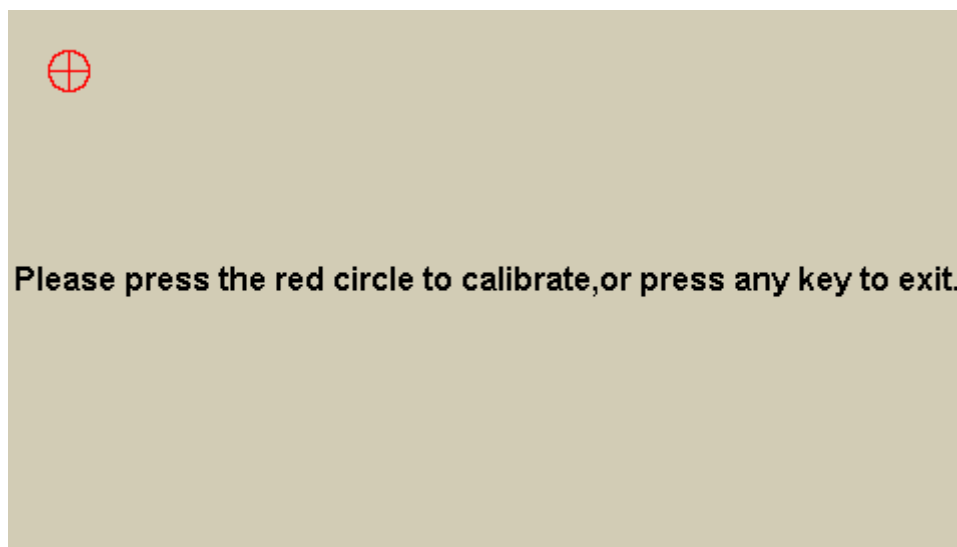 Please press the red circle to calibrate,or press any key to exit.